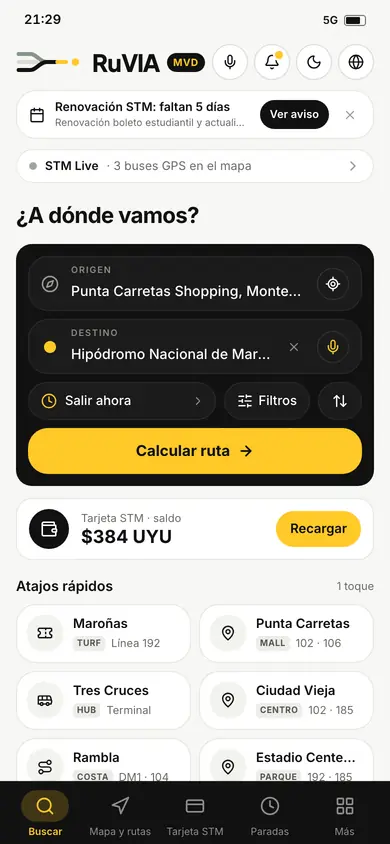 21:29
5G
RuVIA MVD
Renovación STM: faltan 5 días
Renovación boleto estudiantil y actuali...
Ver aviso
STM Live · 3 buses GPS en el mapa
¿A dónde vamos?
ORIGEN
Punta Carretas Shopping, Monte...
DESTINO
Hipódromo Nacional de Mar...
Salir ahora
Filtros
Calcular ruta →
Tarjeta STM · saldo
$384 UYU
Recargar
Atajos rápidos
1 toque
Maroñas
TURF Línea 192
Punta Carretas
MALL 102 · 106
Tres Cruces
HUB Terminal
Ciudad Vieja
CENTRO 102 · 185
Rambla
COSTA DM1 · 104
Estadio Cente...
PARQUE 192 · 185
Buscar
Mapa y rutas
Tarjeta STM
Paradas
Más